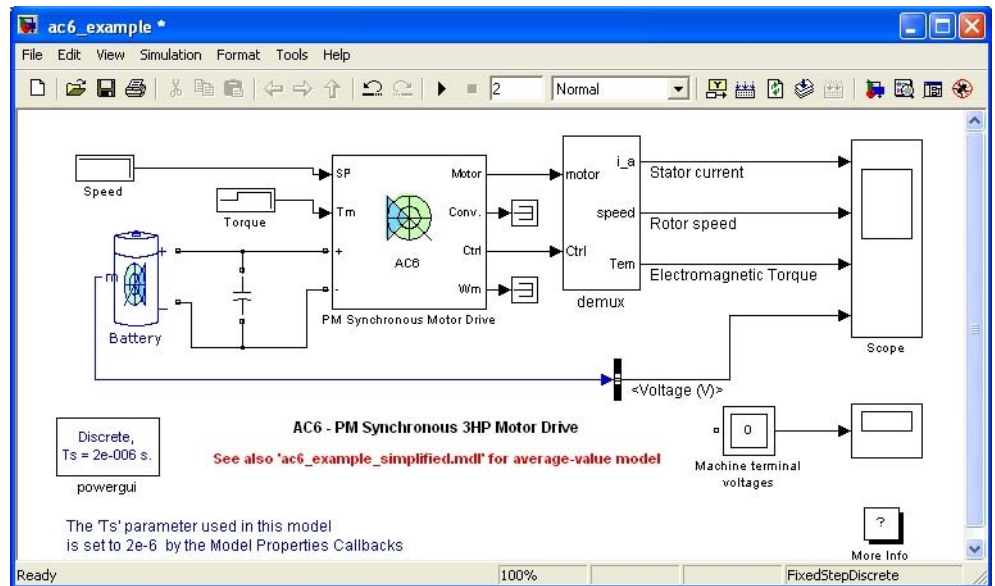 ac6_example *
File Edit View Simulation Format Tools Help
2 Normal
Speed
Torque
SP
Tm
+
-
Motor
Conv.
Ctrl
Wm
AC6
PM Synchronous Motor Drive
motor
Ctrl
i_a
speed
Tem
demux
Stator current
Rotor speed
Electromagnetic Torque
Scope
m
+
Battery
<Voltage (V)>
Discrete,
Ts = 2e-006 s.
powergui
AC6 - PM Synchronous 3HP Motor Drive
See also 'ac6_example_simplified.mdl' for average-value model
0
Machine terminal
voltages
The 'Ts' parameter used in this model
is set to 2e-6 by the Model Properties Callbacks
?
More Info
Ready 100% FixedStepDiscrete